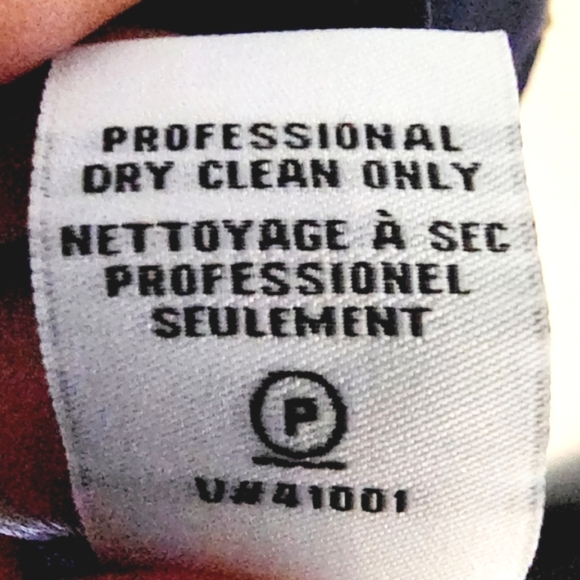 PROFESSIONAL
DRY CLEAN ONLY
NETTOYAGE À SEC
PROFESSIONEL
SEULEMENT
P
V#41001